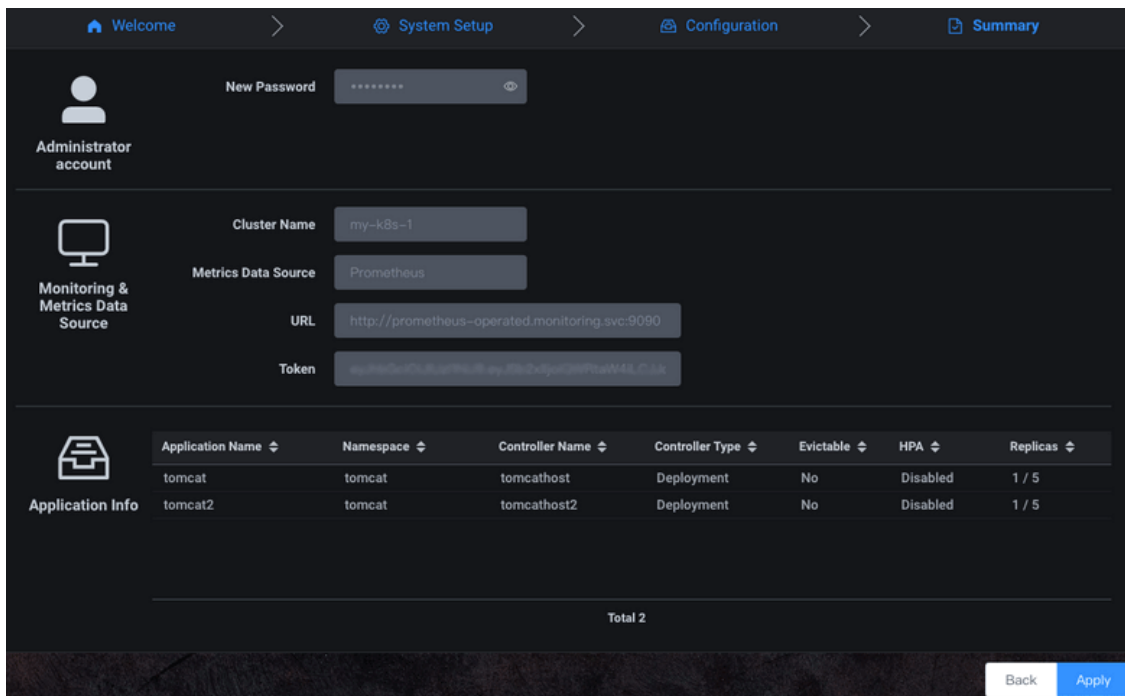 Welcome System Setup Configuration Summary
New Password ********
Administrator account
Cluster Name my-k8s-1
Metrics Data Source Prometheus
Monitoring & Metrics Data Source
URL http://prometheus-operated.monitoring.svc:9090
Token
Application Name Namespace Controller Name Controller Type Evictable HPA Replicas
tomcat tomcat tomcathost Deployment No Disabled 1 / 5
Application Info
tomcat2 tomcat tomcathost2 Deployment No Disabled 1 / 5
Total 2
Back Apply